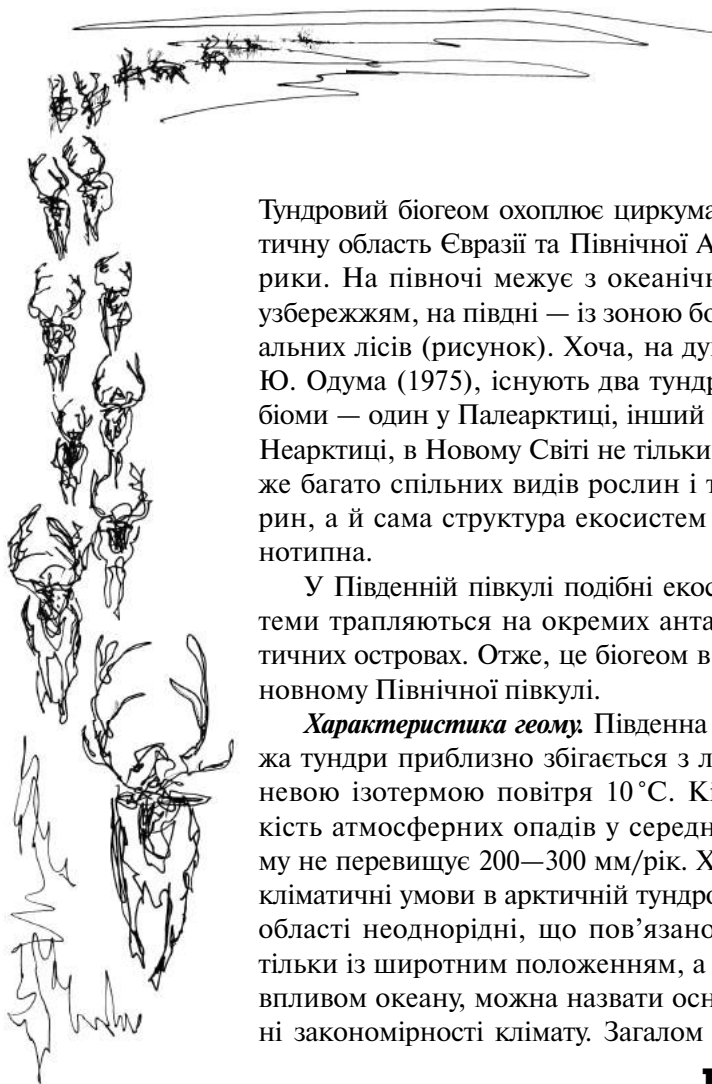 Тундровий біогеом охоплює циркума
тичну область Євразії та Північної А
рики. На півночі межує з океанічн
узбережжям, на півдні — із зоною бо
альних лісів (рисунок). Хоча, на ду
Ю. Одума (1975), існують два тундр
біоми — один у Палеарктиці, інший
Неарктиці, в Новому Світі не тільки
же багато спільних видів рослин і т
рин, а й сама структура екосистем
нотипна.
У Південній півкулі подібні екос
теми трапляються на окремих анта
тичних островах. Отже, це біогеом в
новному Північної півкулі.
Характеристика геому. Південна
жа тундри приблизно збігається з л
невою ізотермою повітря 10 °C. Кі
кість атмосферних опадів у середн
му не перевищує 200—300 мм/рік. Х
кліматичні умови в арктичній тундро
області неоднорідні, що пов’язано
тільки із широтним положенням, а
впливом океану, можна назвати осн
ні закономірності клімату. Загалом